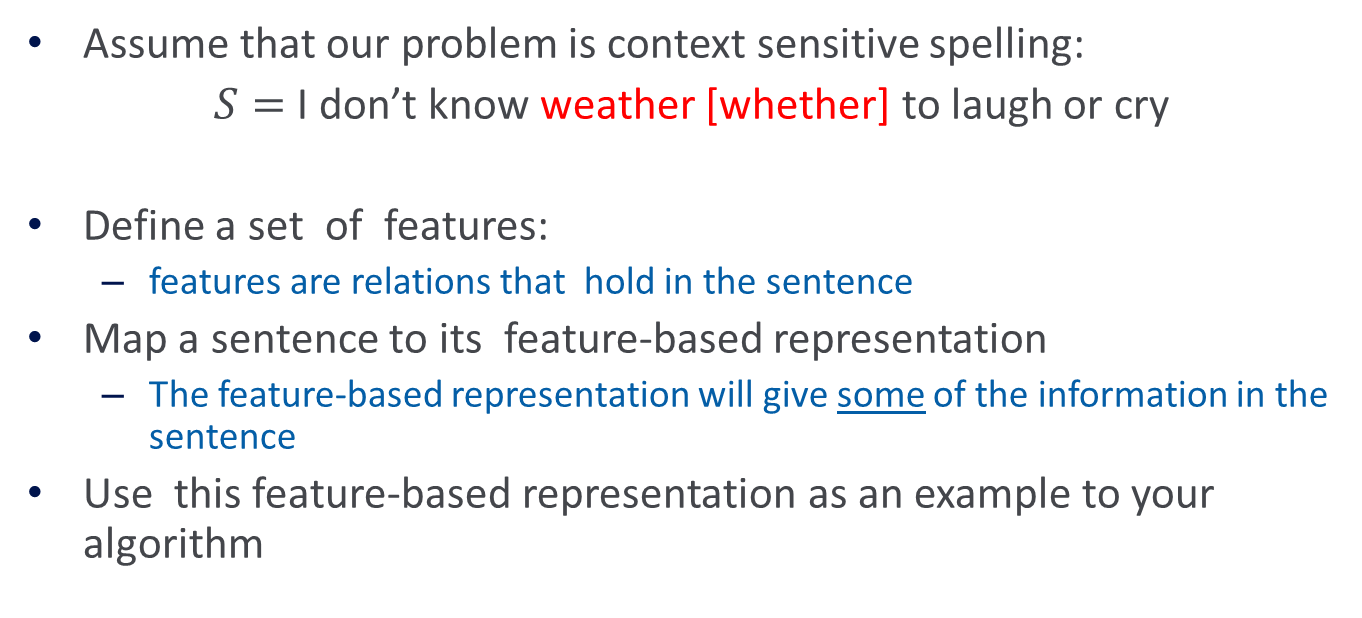 • Assume that our problem is context sensitive spelling:
S = I don’t know weather [whether] to laugh or cry
• Define a set of features:
– features are relations that hold in the sentence
• Map a sentence to its feature-based representation
– The feature-based representation will give some of the information in the
sentence
• Use this feature-based representation as an example to your
algorithm